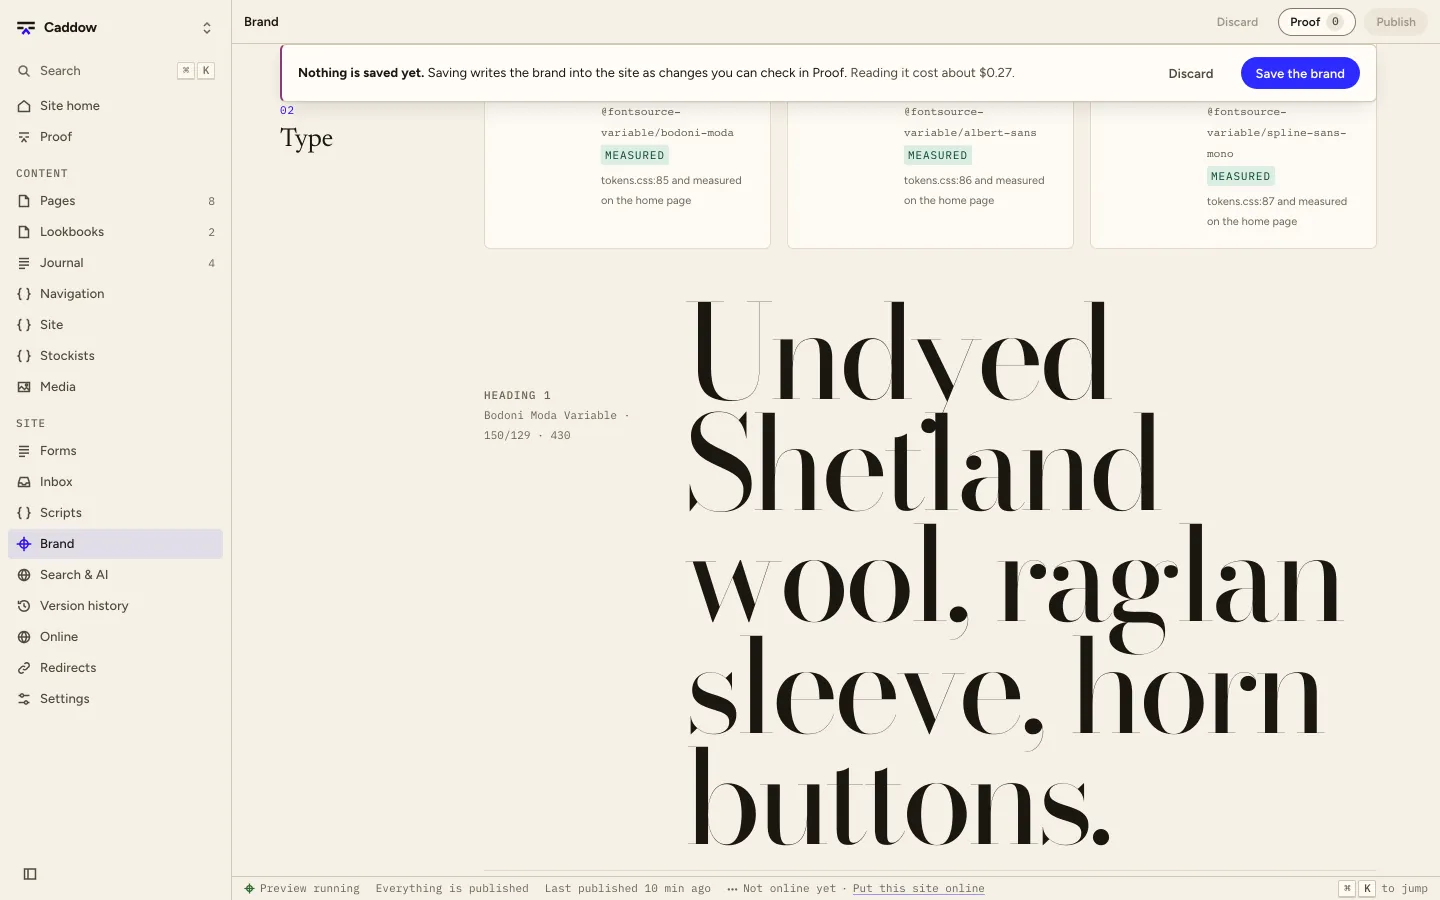 Caddow
Search ⌘ K
Site home
Proof
CONTENT
Pages 8
Lookbooks 2
Journal 4
Navigation
Site
Stockists
Media
SITE
Forms
Inbox
Scripts
Brand
Search & AI
Version history
Online
Redirects
Settings
Brand
Discard
Proof 0
Publish
Nothing is saved yet. Saving writes the brand into the site as changes you can check in Proof. Reading it cost about $0.27.
Discard
Save the brand
02
Type
@fontsource-
variable/bodoni-moda
MEASURED
tokens.css:85 and measured
on the home page
@fontsource-
variable/albert-sans
MEASURED
tokens.css:86 and measured
on the home page
@fontsource-
variable/spline-sans-
mono
MEASURED
tokens.css:87 and measured
on the home page
HEADING 1
Bodoni Moda Variable ·
150/129 · 430
Undyed
Shetland
wool, raglan
sleeve, horn
buttons.
Preview running
Everything is published
Last published 10 min ago
Not online yet · Put this site online
⌘ K to jump